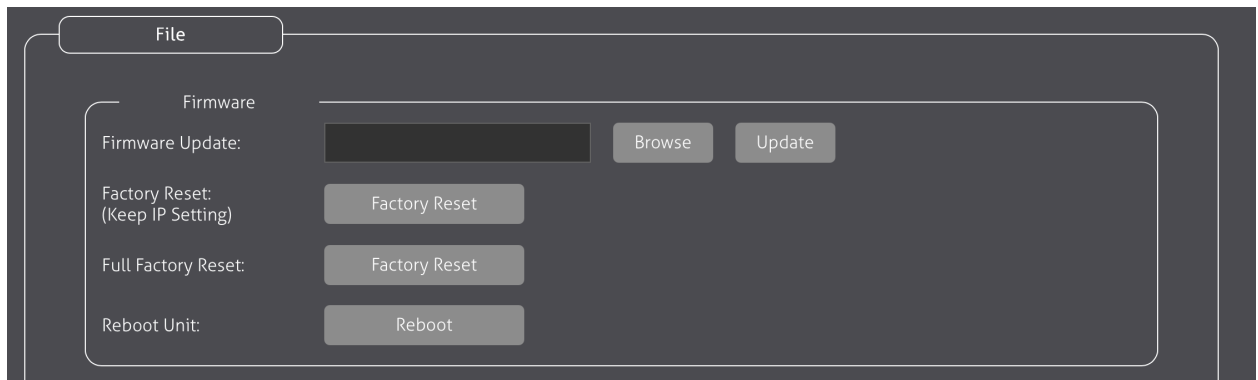 File
Firmware
Firmware Update:
Browse
Update
Factory Reset:
(Keep IP Setting)
Factory Reset
Full Factory Reset:
Factory Reset
Reboot Unit:
Reboot